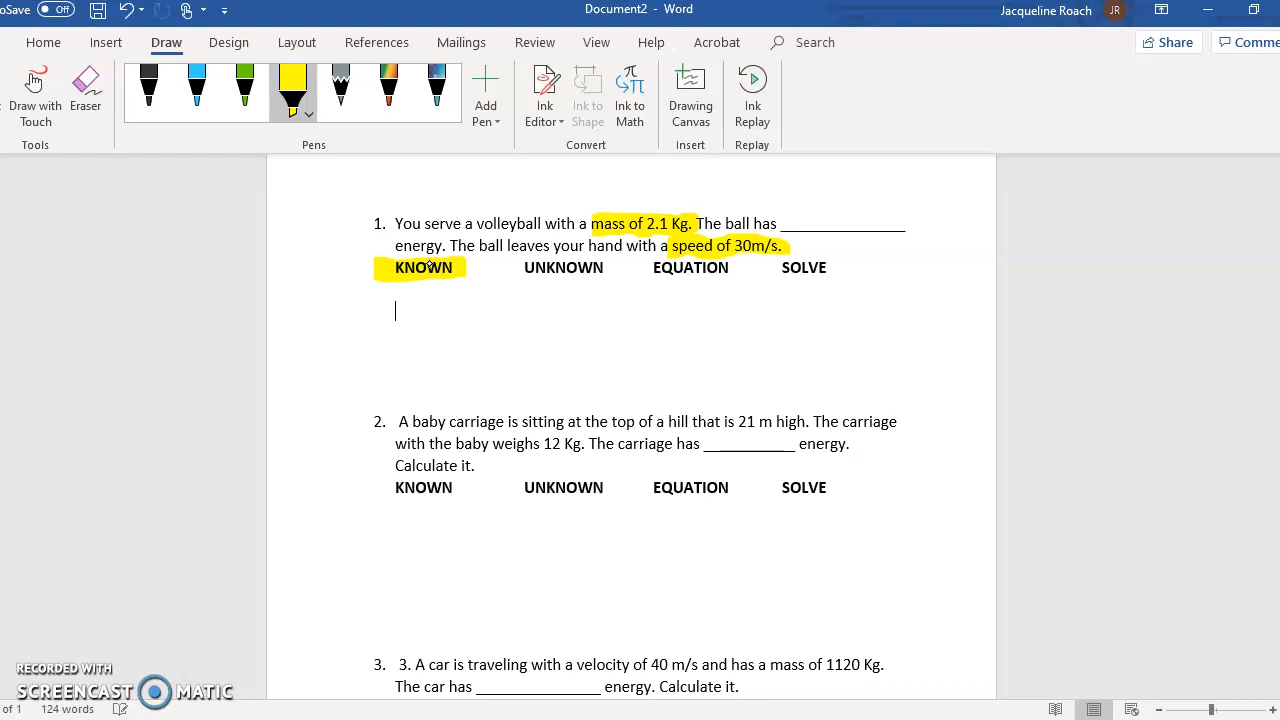 oSave Off Document2 - Word Jacqueline Roach JR
Home Insert Draw Design Layout References Mailings Review View Help Acrobat Search Share Comme
Draw with Touch Eraser Add Pen Ink Editor Ink to Shape Ink to Math Drawing Canvas Ink Replay
Tools Pens Convert Insert Replay
1. You serve a volleyball with a mass of 2.1 Kg. The ball has _______________
energy. The ball leaves your hand with a speed of 30m/s.
KNOWN UNKNOWN EQUATION SOLVE
2. A baby carriage is sitting at the top of a hill that is 21 m high. The carriage
with the baby weighs 12 Kg. The carriage has ___________ energy.
Calculate it.
KNOWN UNKNOWN EQUATION SOLVE
3. 3. A car is traveling with a velocity of 40 m/s and has a mass of 1120 Kg.
The car has _______________ energy. Calculate it.
RECORDED WITH
SCREENCAST MATIC
of 1 124 words